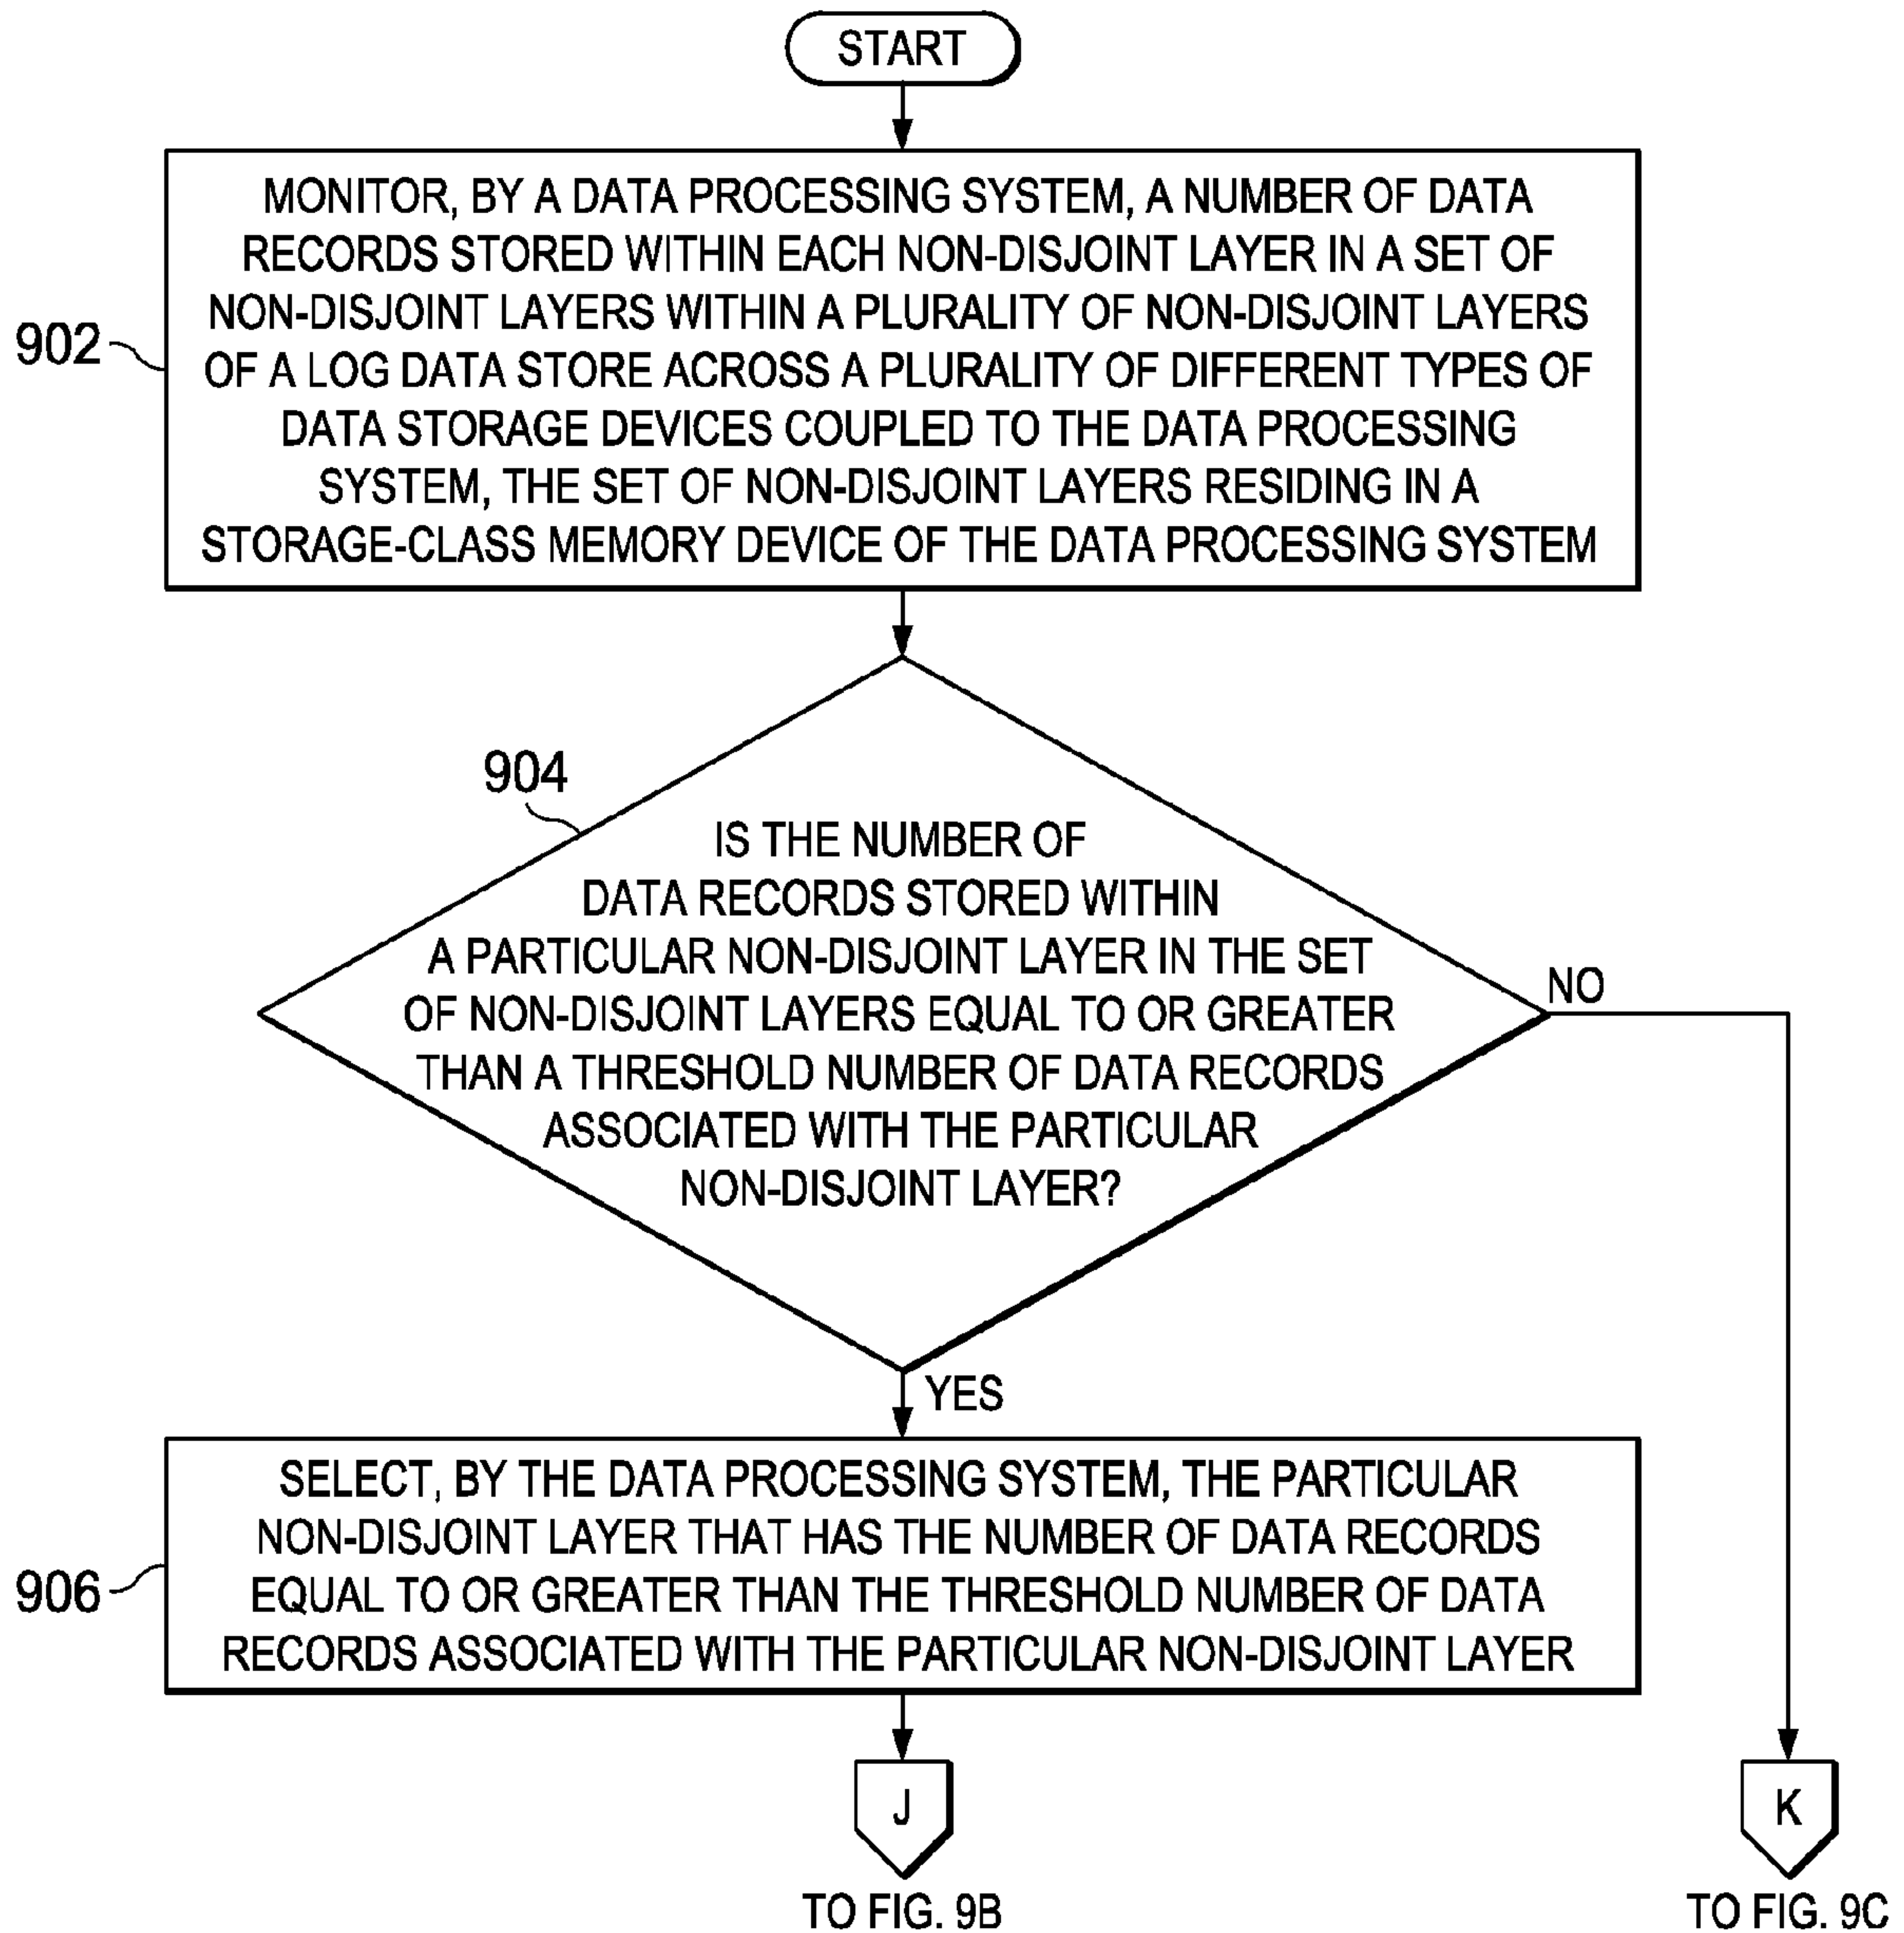 START
MONITOR, BY A DATA PROCESSING SYSTEM, A NUMBER OF DATA
RECORDS STORED WITHIN EACH NON-DISJOINT LAYER IN A SET OF
NON-DISJOINT LAYERS WITHIN A PLURALITY OF NON-DISJOINT LAYERS
OF A LOG DATA STORE ACROSS A PLURALITY OF DIFFERENT TYPES OF
DATA STORAGE DEVICES COUPLED TO THE DATA PROCESSING
SYSTEM, THE SET OF NON-DISJOINT LAYERS RESIDING IN A
STORAGE-CLASS MEMORY DEVICE OF THE DATA PROCESSING SYSTEM
902
904
IS THE NUMBER OF
DATA RECORDS STORED WITHIN
A PARTICULAR NON-DISJOINT LAYER IN THE SET
OF NON-DISJOINT LAYERS EQUAL TO OR GREATER
THAN A THRESHOLD NUMBER OF DATA RECORDS
ASSOCIATED WITH THE PARTICULAR
NON-DISJOINT LAYER?
NO
YES
SELECT, BY THE DATA PROCESSING SYSTEM, THE PARTICULAR
NON-DISJOINT LAYER THAT HAS THE NUMBER OF DATA RECORDS
EQUAL TO OR GREATER THAN THE THRESHOLD NUMBER OF DATA
RECORDS ASSOCIATED WITH THE PARTICULAR NON-DISJOINT LAYER
906
J
K
TO FIG. 9B
TO FIG. 9C